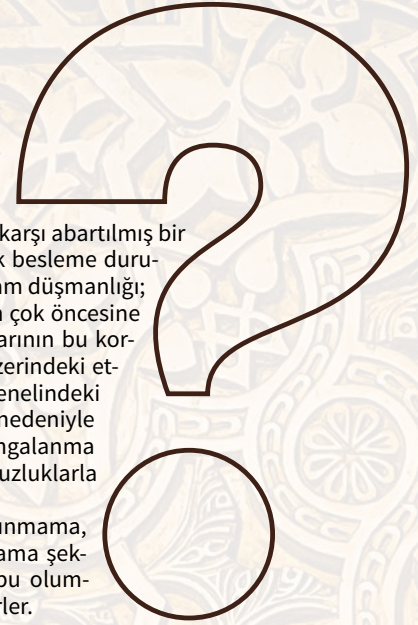 karşı abartılmış bir
k besleme duru-
am düşmanlığı;
çok öncesine
arının bu kor-
zerindeki et-
enelindeki
nedeniyle
ngalanma
uzluklarla
unmama,
ama şek-
bu olum-
rler.